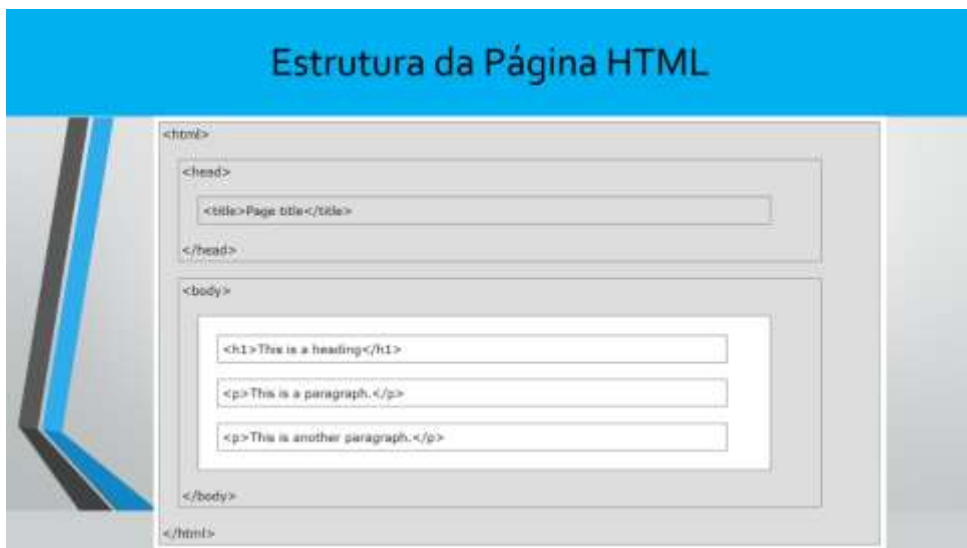 Estrutura da Página HTML
<html>
<head>
<title>Page title</title>
</head>
<body>
<h1>This is a heading</h1>
<p>This is a paragraph.</p>
<p>This is another paragraph.</p>
</body>
</html>